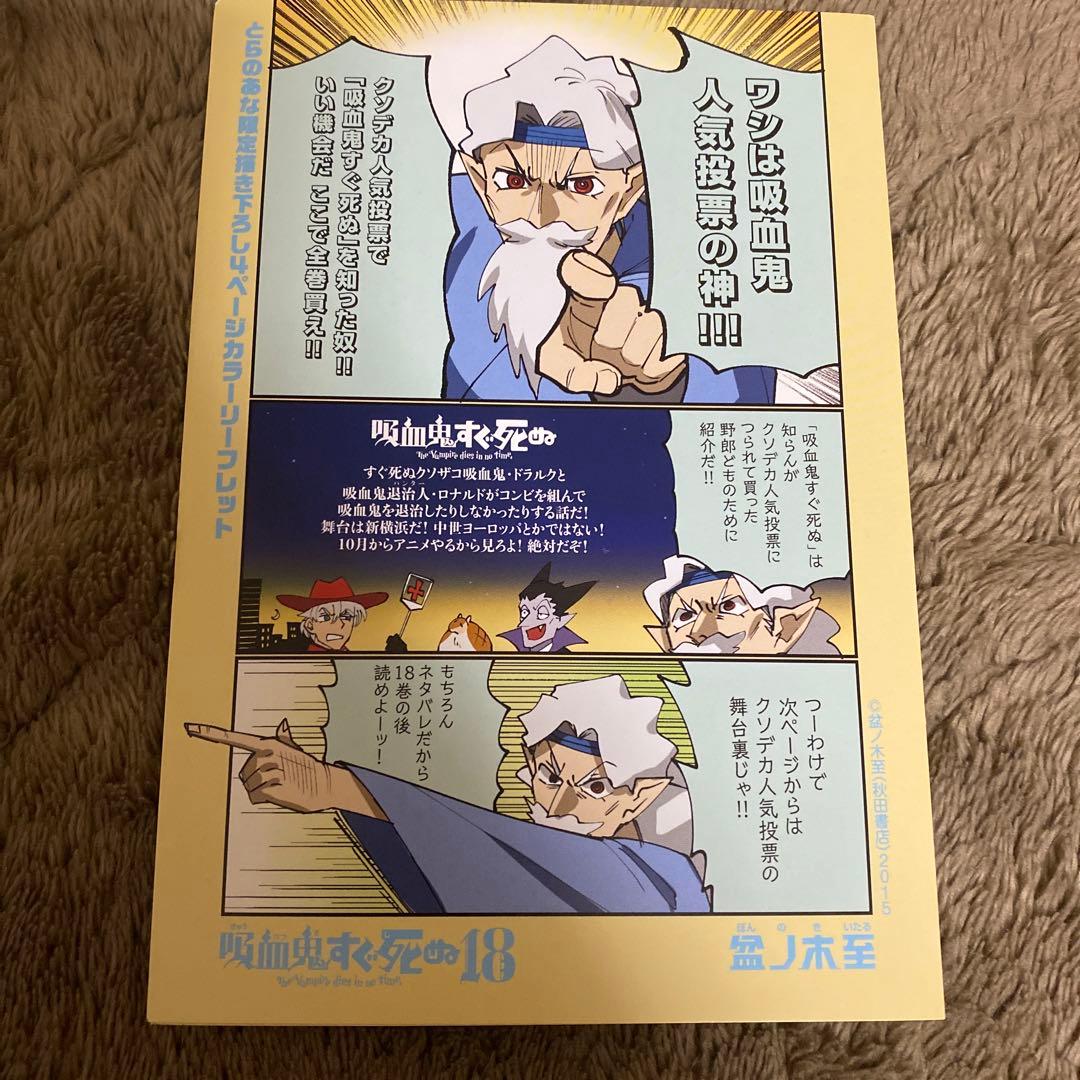 とらのあな限定描き下ろし4ページカラーリーフレット
ワシは吸血鬼
人気投票の神!!!
クソデカ人気投票で
「吸血鬼すぐ死ぬ」を知った奴!!
いい機会だ ここで全巻買え!!
「吸血鬼すぐ死ぬ」は
知らんが
クソデカ人気投票に
つられて買った
野郎どものために
紹介だ!!
吸血鬼すぐ死ぬ
the Vampire dies in no time.
すぐ死ぬクソザコ吸血鬼・ドラルクと
ハンター
吸血鬼退治人・ロナルドがコンビを組んで
吸血鬼を退治したりしなかったりする話だ!
舞台は新横浜だ! 中世ヨーロッパとかではない!
10月からアニメやるから見ろよ! 絶対だぞ!
つーわけで
次ページからは
クソデカ人気投票の
舞台裏じゃ!!
もちろん
ネタバレだから
18巻の後
読めよーッ!
©盆ノ木至(秋田書店)2015
吸血鬼すぐ死ぬ18
the Vampire dies in no time.
ぼんのきいたる
盆ノ木至